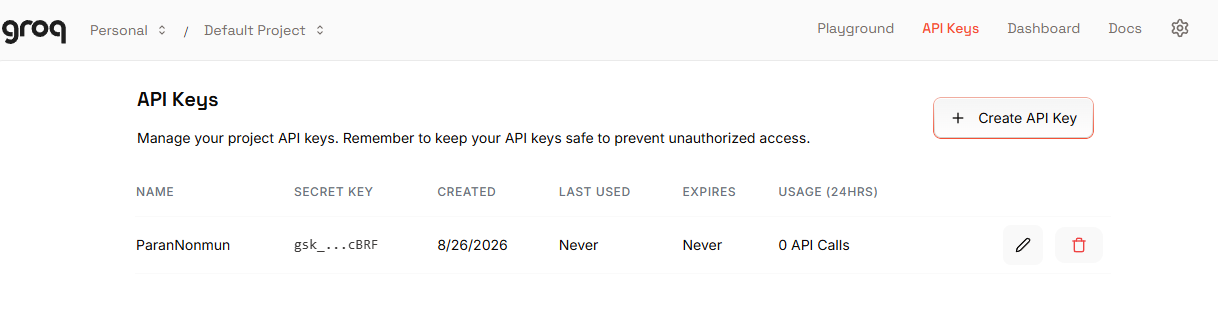 groq Personal / Default Project Playground API Keys Dashboard Docs
API Keys
+ Create API Key
Manage your project API keys. Remember to keep your API keys safe to prevent unauthorized access.
NAME SECRET KEY CREATED LAST USED EXPIRES USAGE (24HRS)
ParanNonmun gsk_...cBRF 8/26/2026 Never Never 0 API Calls